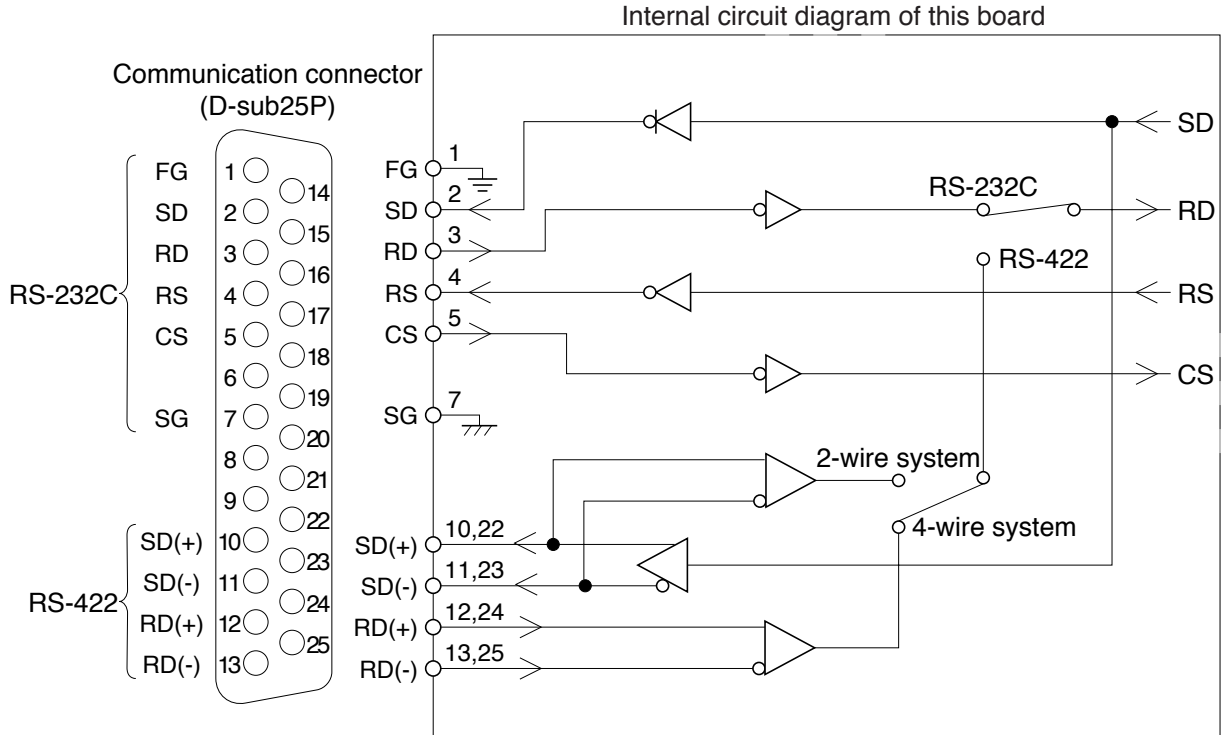 Internal circuit diagram of this board
Communication connector
(D-sub25P)
RS-232C
FG
SD
RD
RS
CS
SG
RS-422
SD(+)
SD(-)
RD(+)
RD(-)
1
2
3
4
5
6
7
8
9
10
11
12
13
14
15
16
17
18
19
20
21
22
23
24
25
FG 1
SD 2
RD 3
RS 4
CS 5
SG 7
SD(+) 10,22
SD(-) 11,23
RD(+) 12,24
RD(-) 13,25
SD
RS-232C
RD
RS-422
RS
CS
2-wire system
4-wire system